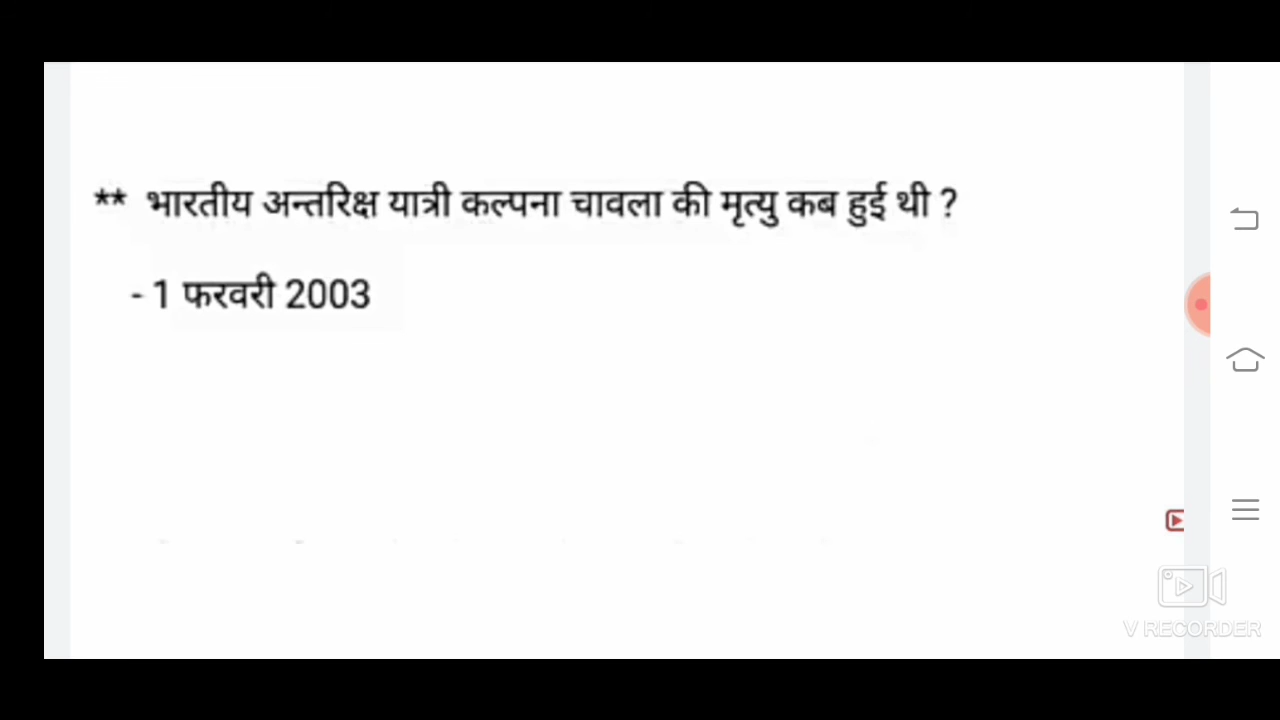 ** भारतीय अन्तरिक्ष यात्री कल्पना चावला की मृत्यु कब हुई थी ?
- 1 फरवरी 2003
V RECORDER